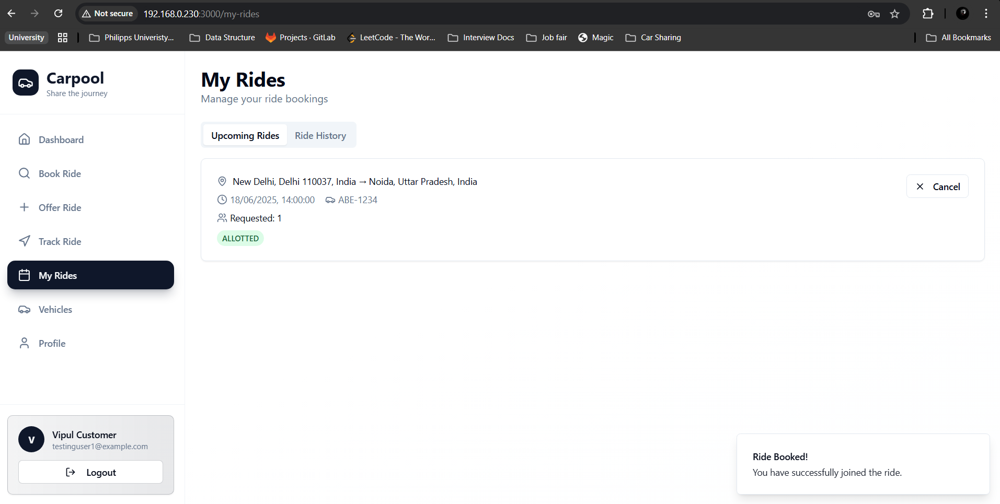 Not secure 192.168.0.230:3000/my-rides
University Philipps Univeristy... Data Structure Projects · GitLab LeetCode - The Wor... Interview Docs Job fair Magic Car Sharing All Bookmarks
Carpool
Share the journey
Dashboard
Book Ride
Offer Ride
Track Ride
My Rides
Vehicles
Profile
V
Vipul Customer
testinguser1@example.com
Logout
My Rides
Manage your ride bookings
Upcoming Rides Ride History
New Delhi, Delhi 110037, India → Noida, Uttar Pradesh, India
Cancel
18/06/2025, 14:00:00 ABE-1234
Requested: 1
ALLOTTED
Ride Booked!
You have successfully joined the ride.